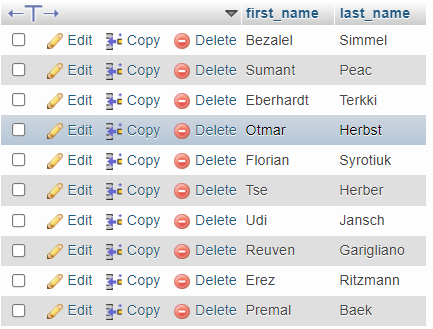 first_name last_name
Edit Copy Delete Bezalel Simmel
Edit Copy Delete Sumant Peac
Edit Copy Delete Eberhardt Terkki
Edit Copy Delete Otmar Herbst
Edit Copy Delete Florian Syrotiuk
Edit Copy Delete Tse Herber
Edit Copy Delete Udi Jansch
Edit Copy Delete Reuven Garigliano
Edit Copy Delete Erez Ritzmann
Edit Copy Delete Premal Baek